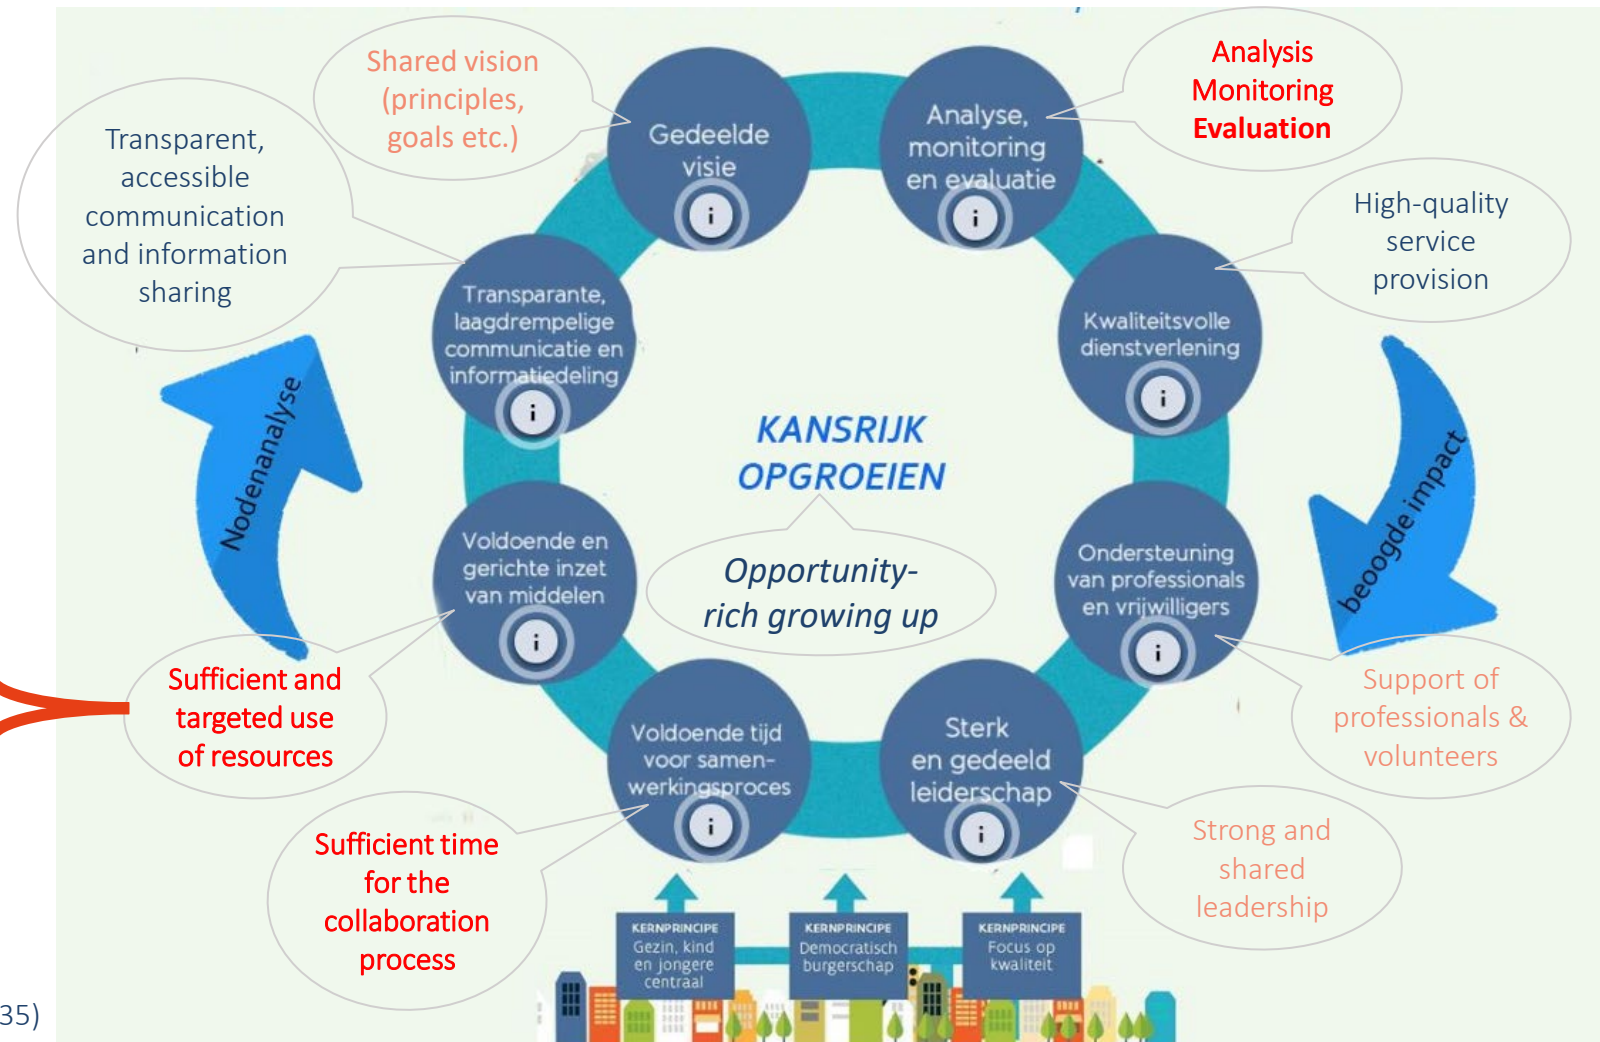 Shared vision
(principles,
goals etc.)
Analysis
Monitoring
Evaluation
Transparent,
accessible
communication
and information
sharing
Gedeelde
visie
i
Analyse,
monitoring
en evaluatie
i
High-quality
service
provision
Transparante,
laagdrempelige
communicatie en
informatiedeling
i
Kwaliteitsvolle
dienstverlening
i
Nodenanalyse
KANSRIJK
OPGROEIEN
beoogde impact
Opportunity-
rich growing up
Voldoende en
gerichte inzet
van middelen
i
Ondersteuning
van professionals
en vrijwilligers
i
Sufficient and
targeted use
of resources
Support of
professionals &
volunteers
Voldoende tijd
voor samen-
werkingsproces
i
Sterk
en gedeeld
leiderschap
i
Sufficient time
for the
collaboration
process
Strong and
shared
leadership
KERNPRINCIPE
Gezin, kind
en jongere
centraal
KERNPRINCIPE
Democratisch
burgerschap
KERNPRINCIPE
Focus op
kwaliteit
35)